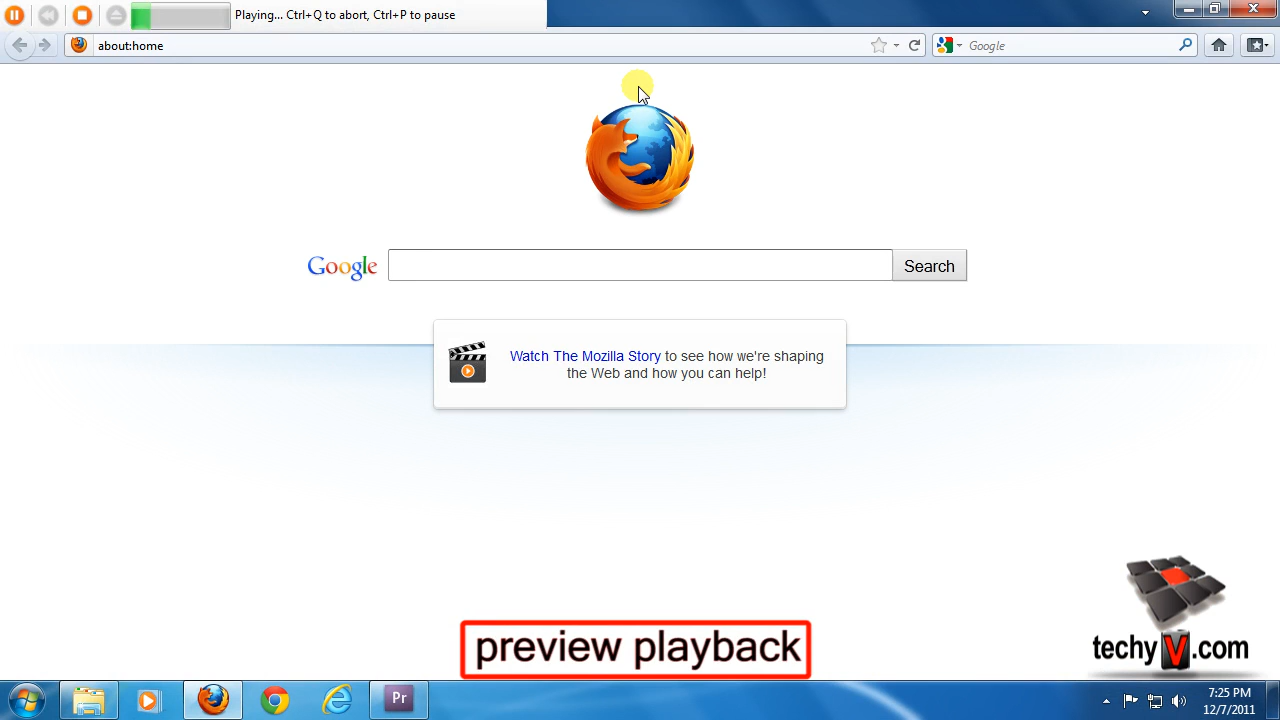 Playing... Ctrl+Q to abort, Ctrl+P to pause
about:home
Google
Google
Search
Watch The Mozilla Story to see how we're shaping
the Web and how you can help!
preview playback
techyV.com
Pr
7:25 PM
12/7/2011